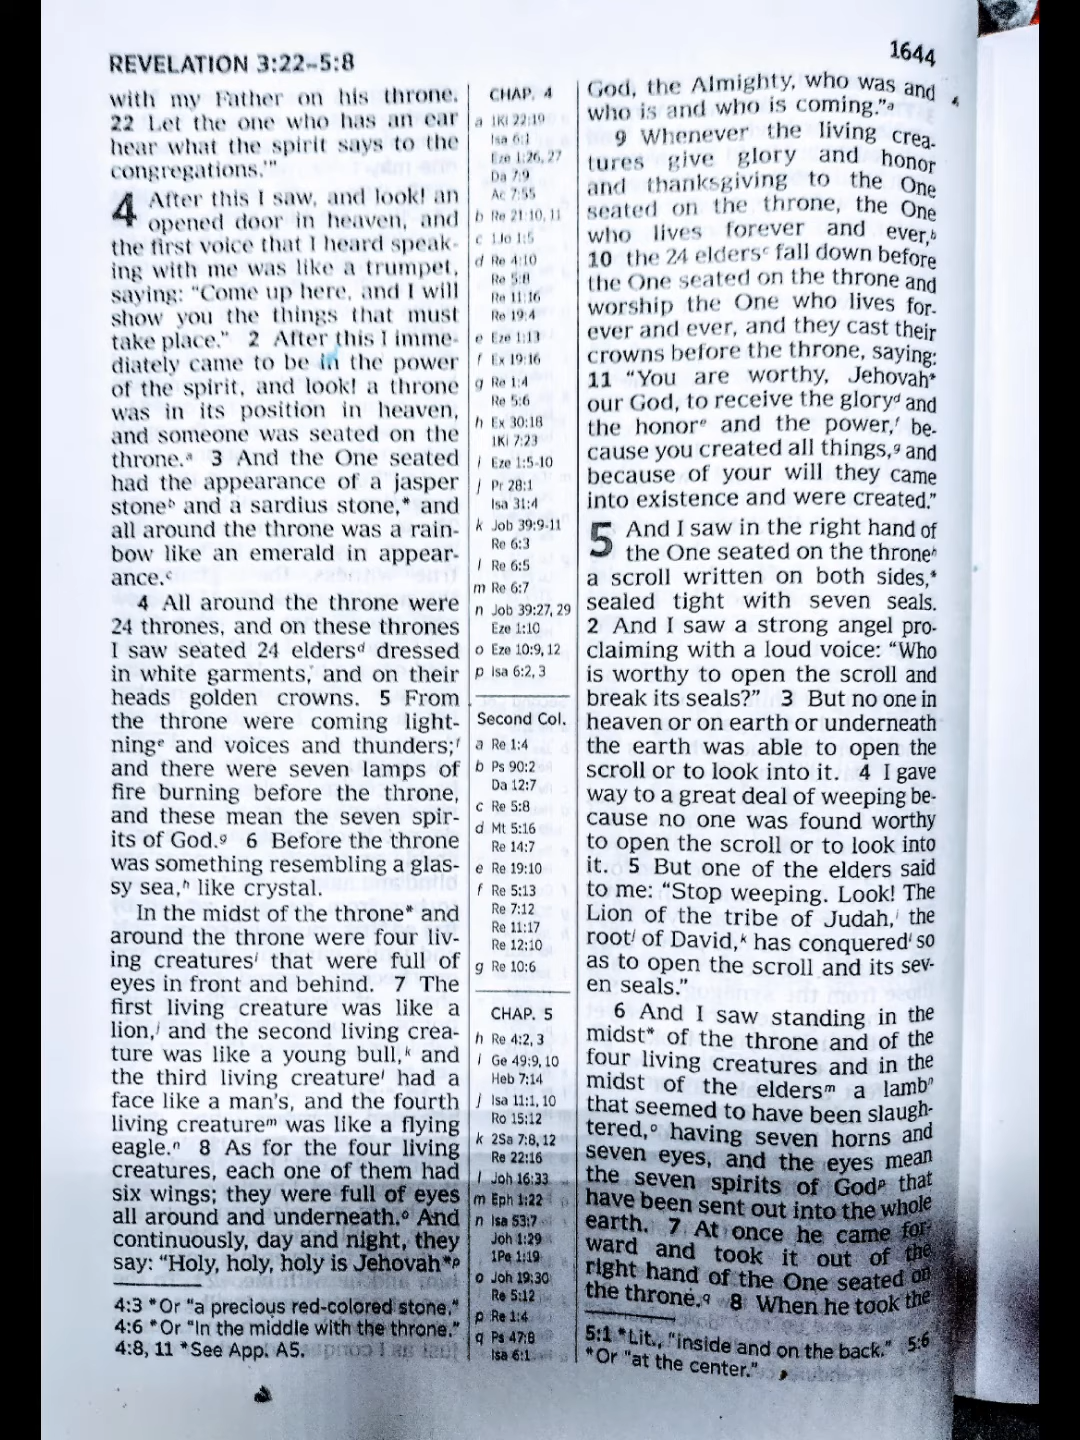 REVELATION 3:22–5:8
1644
with my Father on his throne.
22 Let the one who has an ear
hear what the spirit says to the
congregations.'"
4 After this I saw, and look! an
opened door in heaven, and
the first voice that I heard speak-
ing with me was like a trumpet,
saying: "Come up here, and I will
show you the things that must
take place." 2 After this I imme-
diately came to be in the power
of the spirit, and look! a throne
was in its position in heaven,
and someone was seated on the
throne.a 3 And the One seated
had the appearance of a jasper
stoneb and a sardius stone,* and
all around the throne was a rain-
bow like an emerald in appear-
ance.c
4 All around the throne were
24 thrones, and on these thrones
I saw seated 24 eldersd dressed
in white garments, and on their
heads golden crowns. 5 From
the throne were coming light-
ninge and voices and thunders;f
and there were seven lamps of
fire burning before the throne,
and these mean the seven spir-
its of God.g 6 Before the throne
was something resembling a glas-
sy sea,h like crystal.
In the midst of the throne* and
around the throne were four liv-
ing creaturesi that were full of
eyes in front and behind. 7 The
first living creature was like a
lion,j and the second living crea-
ture was like a young bull,k and
the third living creaturel had a
face like a man's, and the fourth
living creaturem was like a flying
eagle.n 8 As for the four living
creatures, each one of them had
six wings; they were full of eyes
all around and underneath.o And
continuously, day and night, they
say: "Holy, holy, holy is Jehovah*p
4:3 *Or "a precious red-colored stone,"
4:6 *Or "In the middle with the throne."
4:8, 11 *See App. A5.
CHAP. 4
a 1Ki 22:19
Isa 6:1
Eze 1:26, 27
Da 7:9
Ac 7:55
b Re 21:10, 11
c 1Jo 1:5
d Re 4:10
Re 5:8
Re 11:16
Re 19:4
e Eze 1:13
f Ex 19:16
g Re 1:4
Re 5:6
h Ex 30:18
1Ki 7:23
i Eze 1:5-10
j Pr 28:1
Isa 31:4
k Job 39:9-11
Re 6:3
l Re 6:5
m Re 6:7
n Job 39:27, 29
Eze 1:10
o Eze 10:9, 12
p Isa 6:2, 3
Second Col.
a Re 1:4
b Ps 90:2
Da 12:7
c Re 5:8
d Mt 5:16
Re 14:7
e Re 19:10
f Re 5:13
Re 7:12
Re 11:17
Re 12:10
g Re 10:6
CHAP. 5
h Re 4:2, 3
i Ge 49:9, 10
Heb 7:14
j Isa 11:1, 10
Ro 15:12
k 2Sa 7:8, 12
Re 22:16
l Joh 16:33
m Eph 1:22
n Isa 53:7
Joh 1:29
1Pe 1:19
o Joh 19:30
Re 5:12
p Re 1:4
q Ps 47:8
Isa 6:1
God, the Almighty, who was and
who is and who is coming."a
9 Whenever the living crea-
tures give glory and honor
and thanksgiving to the One
seated on the throne, the One
who lives forever and ever,b
10 the 24 eldersc fall down before
the One seated on the throne and
worship the One who lives for-
ever and ever, and they cast their
crowns before the throne, saying:
11 "You are worthy, Jehovah*
our God, to receive the gloryd and
the honore and the power,f be-
cause you created all things,g and
because of your will they came
into existence and were created."
5 And I saw in the right hand of
the One seated on the throneh
a scroll written on both sides,*
sealed tight with seven seals.
2 And I saw a strong angel pro-
claiming with a loud voice: "Who
is worthy to open the scroll and
break its seals?" 3 But no one in
heaven or on earth or underneath
the earth was able to open the
scroll or to look into it. 4 I gave
way to a great deal of weeping be-
cause no one was found worthy
to open the scroll or to look into
it. 5 But one of the elders said
to me: "Stop weeping. Look! The
Lion of the tribe of Judah,i the
rootj of David,k has conqueredl so
as to open the scroll and its sev-
en seals."
6 And I saw standing in the
midst* of the throne and of the
four living creatures and in the
midst of the eldersm a lambn
that seemed to have been slaugh-
tered,o having seven horns and
seven eyes, and the eyes mean
the seven spirits of Godp that
have been sent out into the whole
earth. 7 At once he came for-
ward and took it out of the
right hand of the One seated on
the throne.q 8 When he took the
5:1 *Lit., "inside and on the back." 5:6
*Or "at the center."